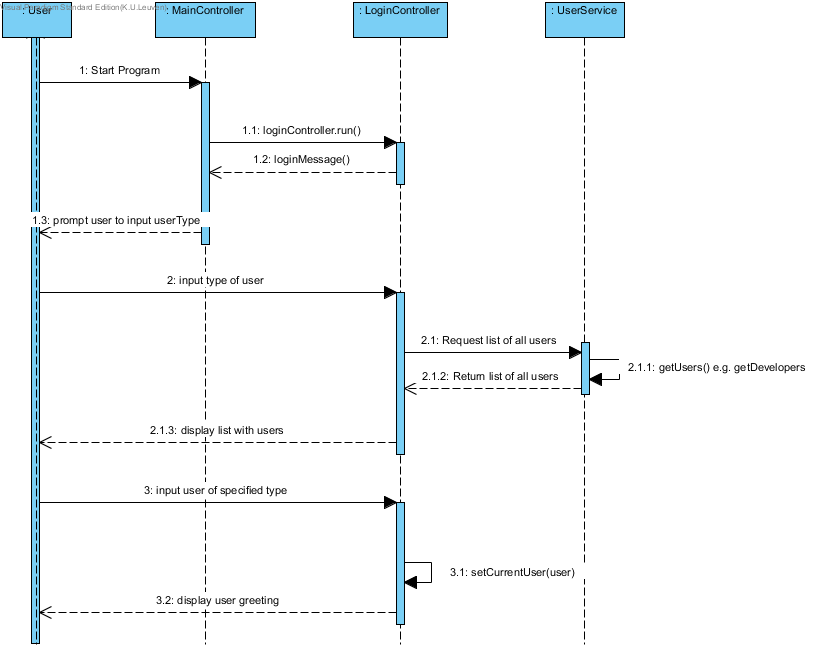 Visual Paradigm Standard Edition(K.U.Leuven)
: User
: MainController
: LoginController
: UserService
1: Start Program
1.1: loginController.run()
1.2: loginMessage()
1.3: prompt user to input userType
2: input type of user
2.1: Request list of all users
2.1.1: getUsers() e.g. getDevelopers
2.1.2: Return list of all users
2.1.3: display list with users
3: input user of specified type
3.1: setCurrentUser(user)
3.2: display user greeting